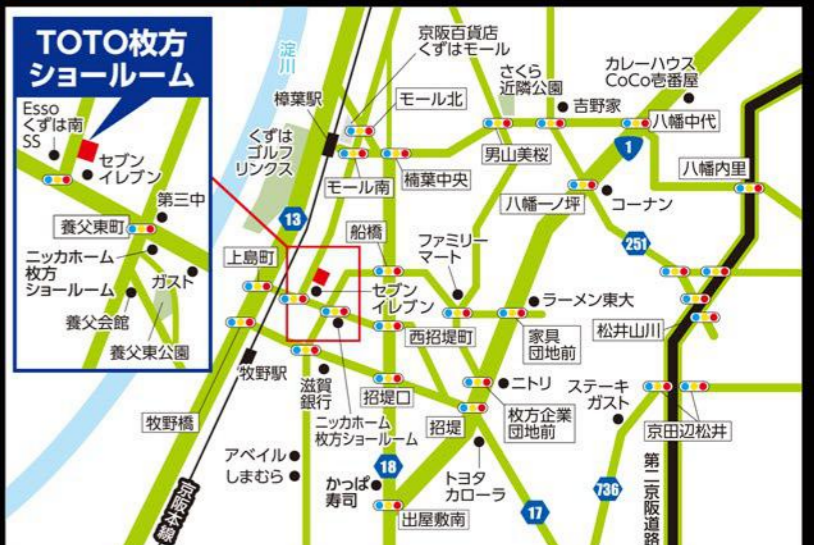 TOTO枚方
ショールーム
Esso
くずは南
SS
セブン
イレブン
第三中
養父東町
ニッカホーム
枚方
ショールーム
ガスト
養父会館
養父東公園
淀川
京阪百貨店
くずはモール
樟葉駅
モール北
くずは
ゴルフ
リンクス
モール南
楠葉中央
さくら
近隣公園
吉野家
カレーハウス
CoCo壱番屋
男山美桜
八幡中代
1
八幡内里
八幡一ノ坪
コーナン
13
上島町
船橋
ファミリー
マート
251
セブン
イレブン
ラーメン東大
西招堤町
家具
団地前
松井山川
牧野駅
滋賀
銀行
招堤口
ニトリ
ステーキ
ガスト
牧野橋
ニッカホーム
枚方ショールーム
招堤
枚方企業
団地前
京田辺松井
アベイル
しまむら
18
かっぱ
寿司
トヨタ
カローラ
736
17
出屋敷南
京阪本線
第二京阪道路